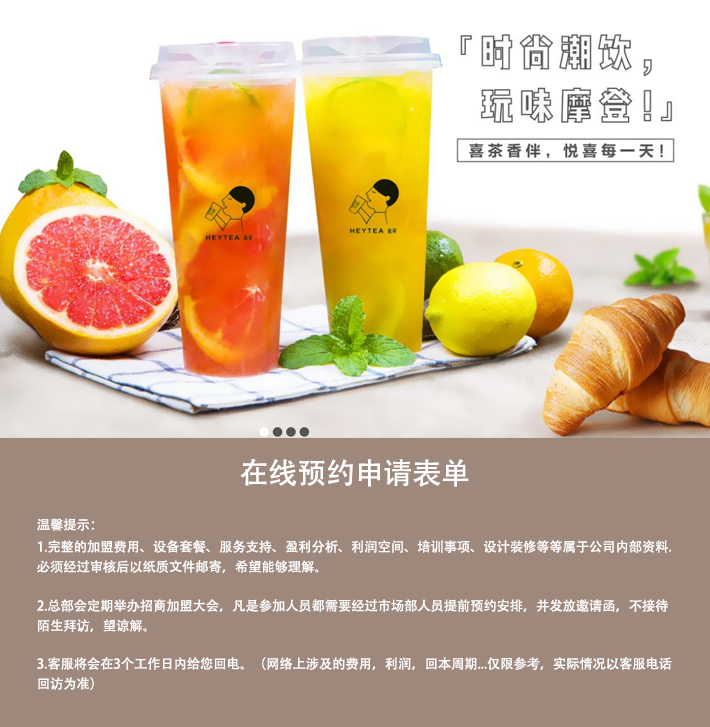 『时尚潮饮，
玩味摩登！』
喜茶香伴，悦喜每一天！
HEYTEA 喜茶
HEYTEA 喜茶
在线预约申请表单
温馨提示：
1.完整的加盟费用、设备套餐、服务支持、盈利分析、利润空间、培训事项、设计装修等等属于公司内部资料.
必须经过审核后以纸质文件邮寄，希望能够理解。
2.总部会定期举办招商加盟大会，凡是参加人员都需要经过市场部人员提前预约安排，并发放邀请函，不接待
陌生拜访，望谅解。
3.客服将会在3个工作日内给您回电。（网络上涉及的费用，利润，回本周期...仅限参考，实际情况以客服电话
回访为准）